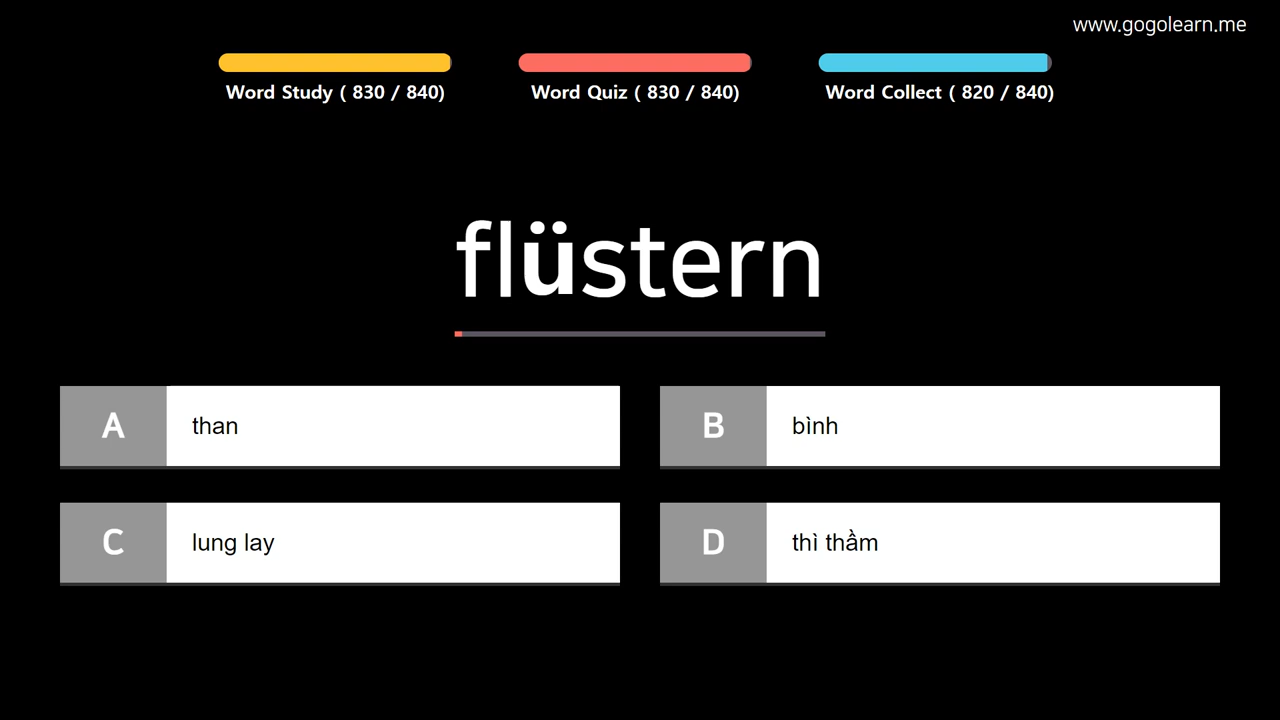 www.gogolearn.me
Word Study ( 830 / 840)
Word Quiz ( 830 / 840)
Word Collect ( 820 / 840)
flüstern
A than
B bình
C lung lay
D thì thầm